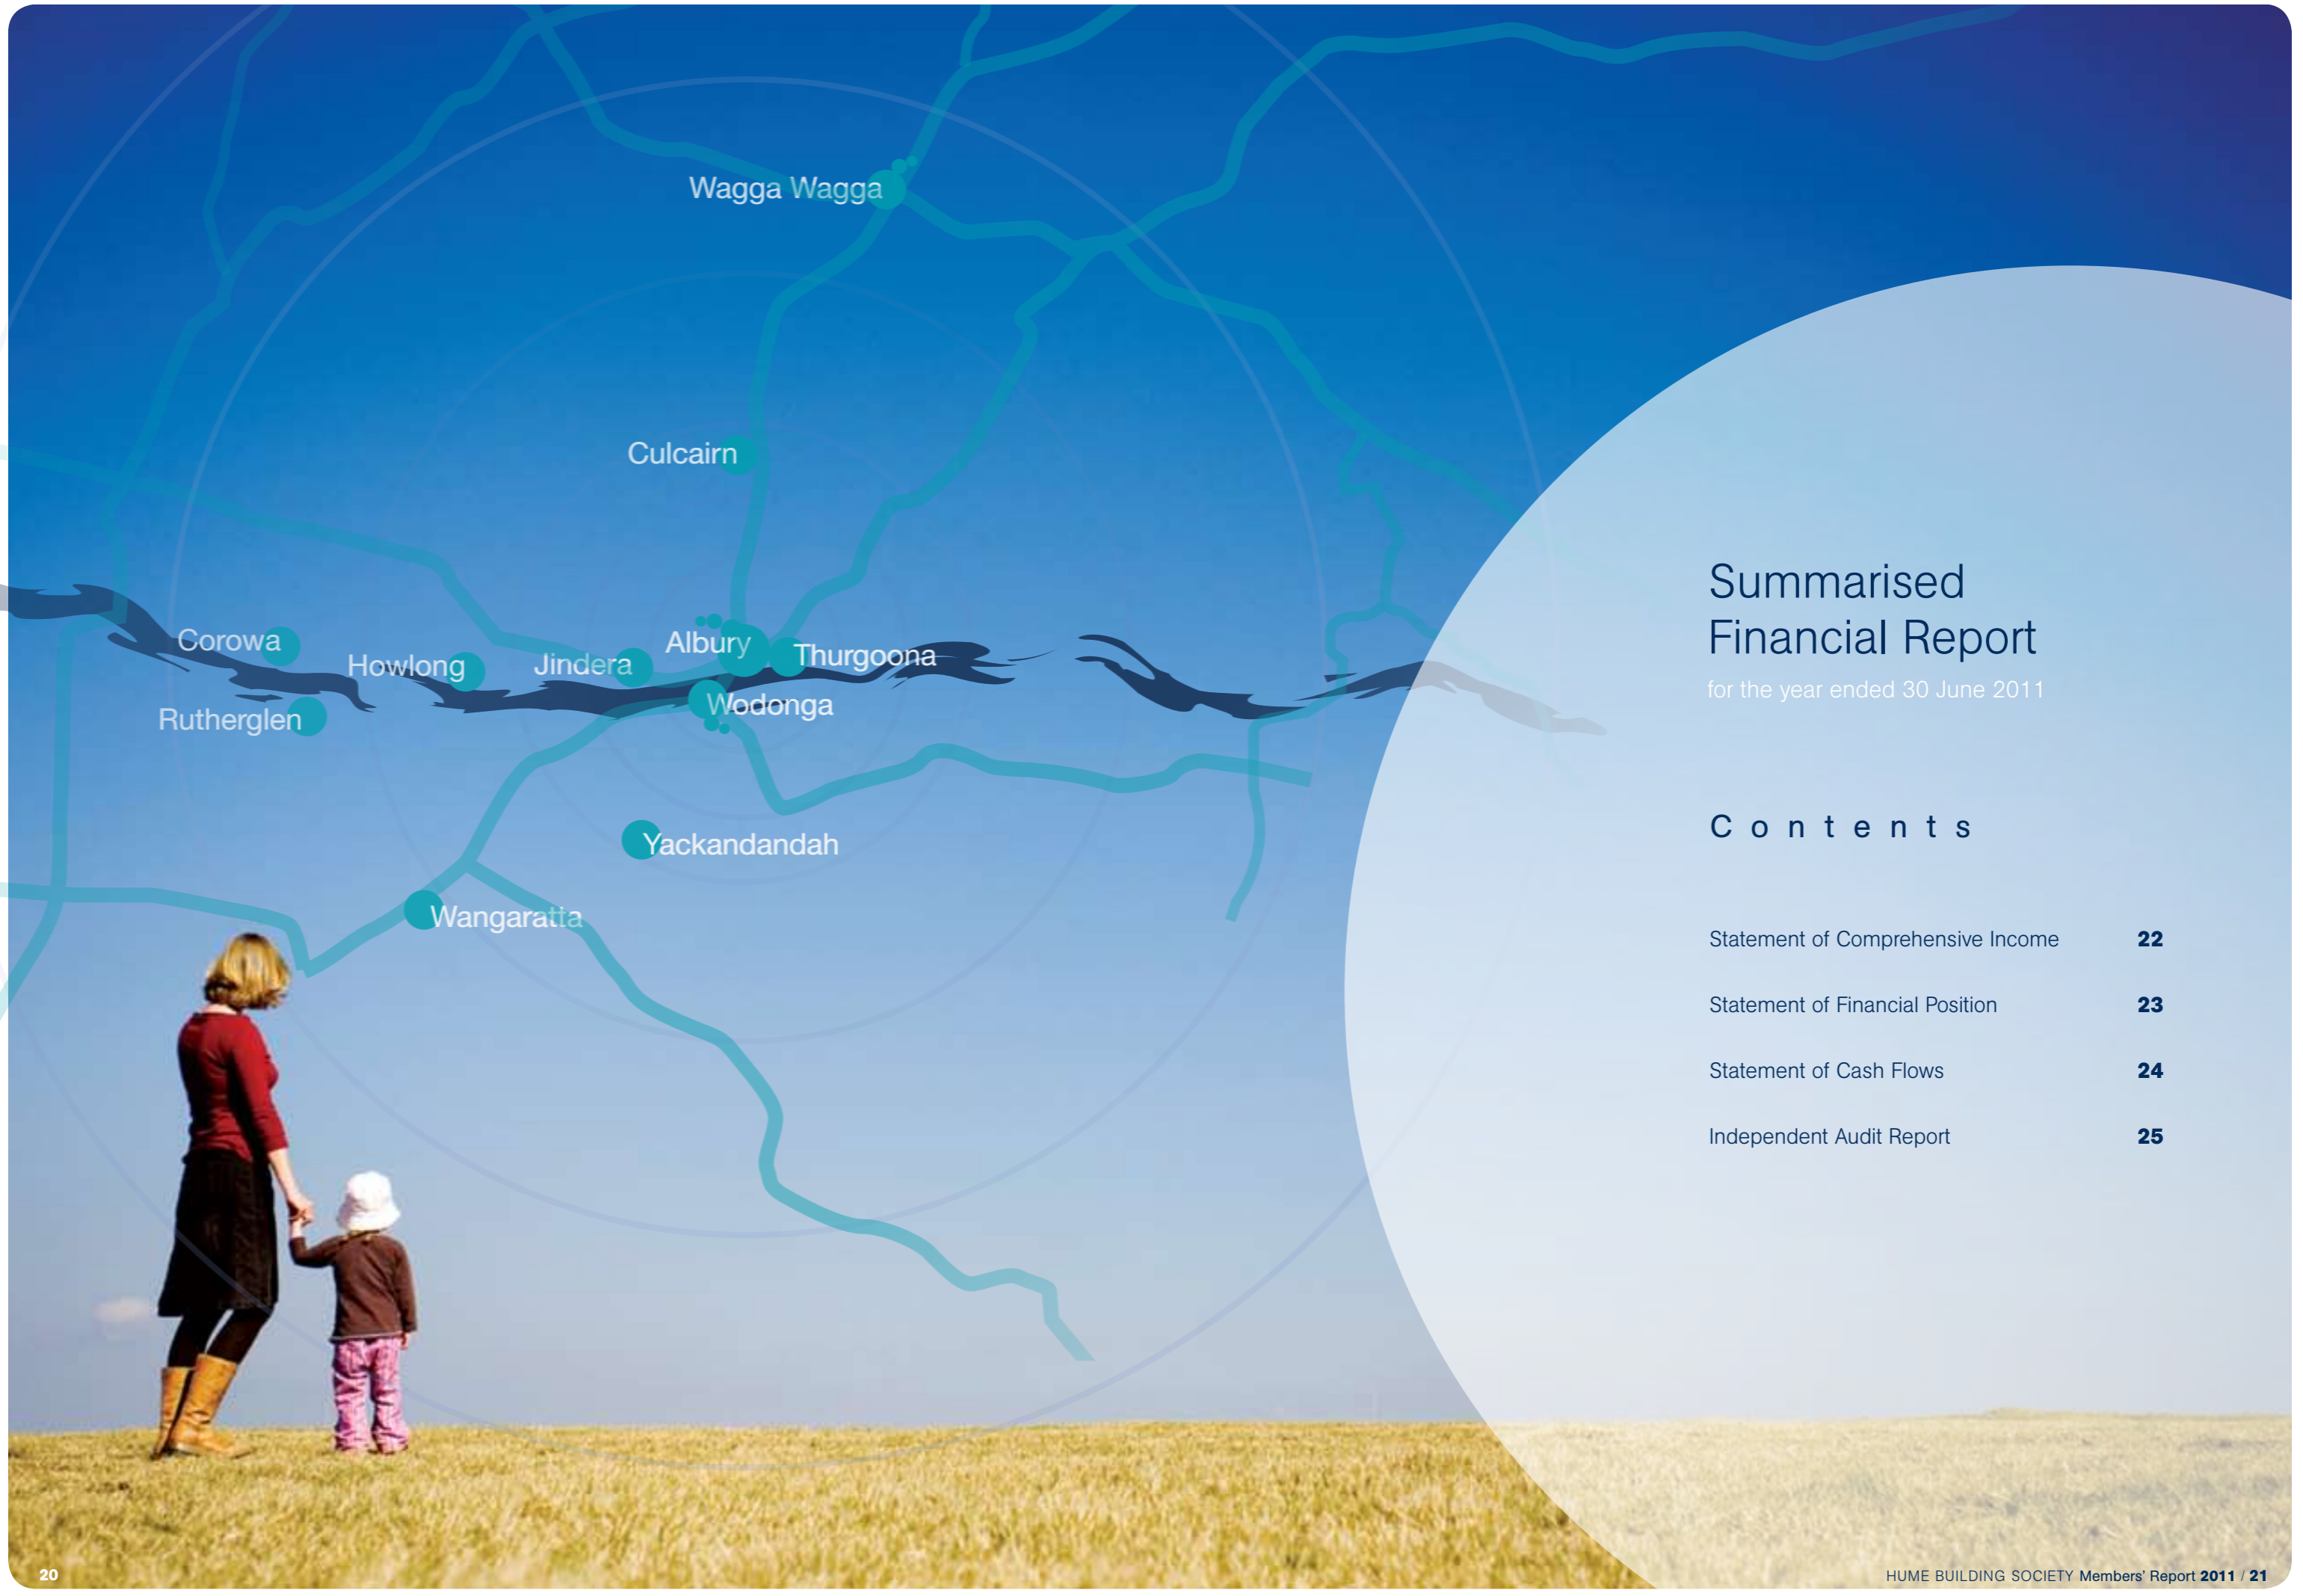 Wagga Wagga
Culcairn
Corowa
Howlong
Jindera
Albury
Thurgoona
Rutherglen
Wodonga
Yackandandah
Wangaratta
Summarised
Financial Report
for the year ended 30 June 2011
Contents
Statement of Comprehensive Income 22
Statement of Financial Position 23
Statement of Cash Flows 24
Independent Audit Report 25
20
HUME BUILDING SOCIETY Members' Report 2011 / 21